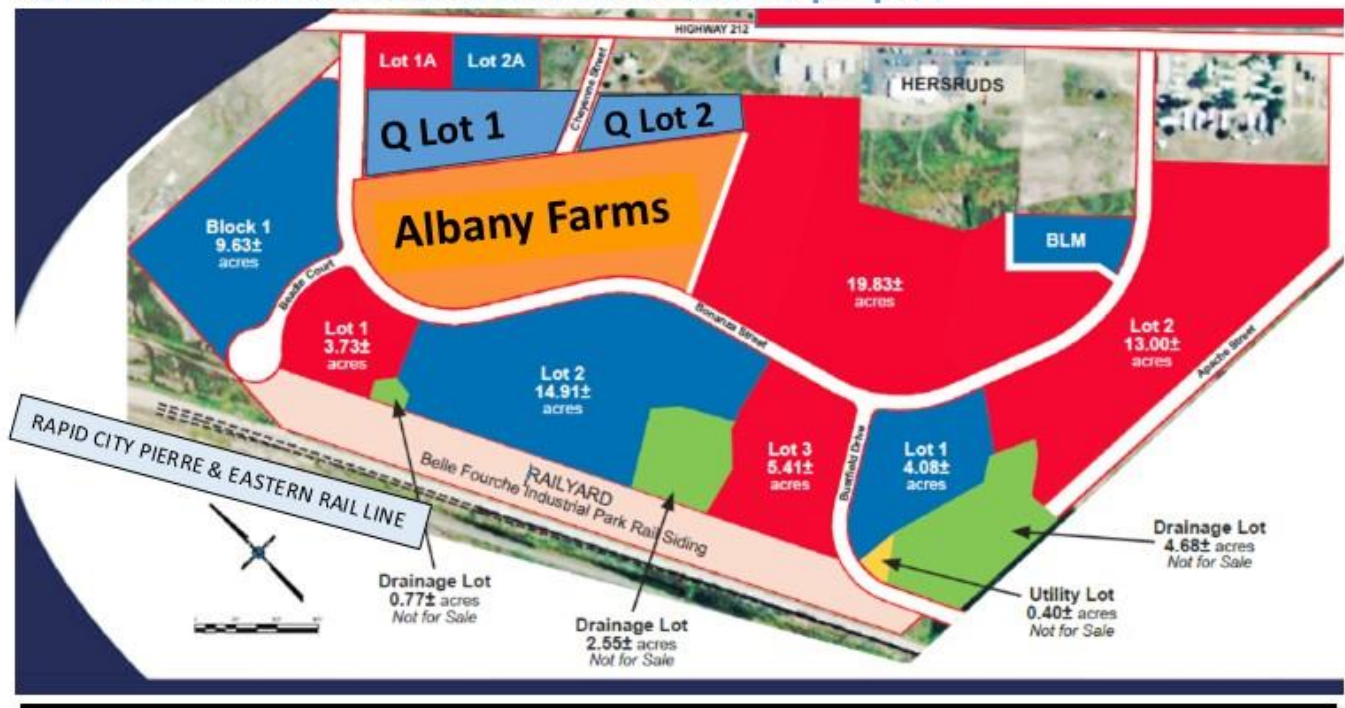 HIGHWAY 212
Lot 1A
Lot 2A
Cheyenne Street
HERSRUDS
Q Lot 1
Q Lot 2
Albany Farms
Block 1
9.63±
acres
BLM
Beadle Court
19.83±
acres
Lot 1
3.73±
acres
Bonanza Street
Lot 2
13.00±
acres
Apache Street
Lot 2
14.91±
acres
RAPID CITY PIERRE & EASTERN RAIL LINE
Lot 3
5.41±
acres
Lot 1
4.08±
acres
RAILYARD
Belle Fourche Industrial Park Rail Siding
Drainage Lot
4.68± acres
Not for Sale
Drainage Lot
0.77± acres
Not for Sale
Utility Lot
0.40± acres
Not for Sale
Drainage Lot
2.55± acres
Not for Sale